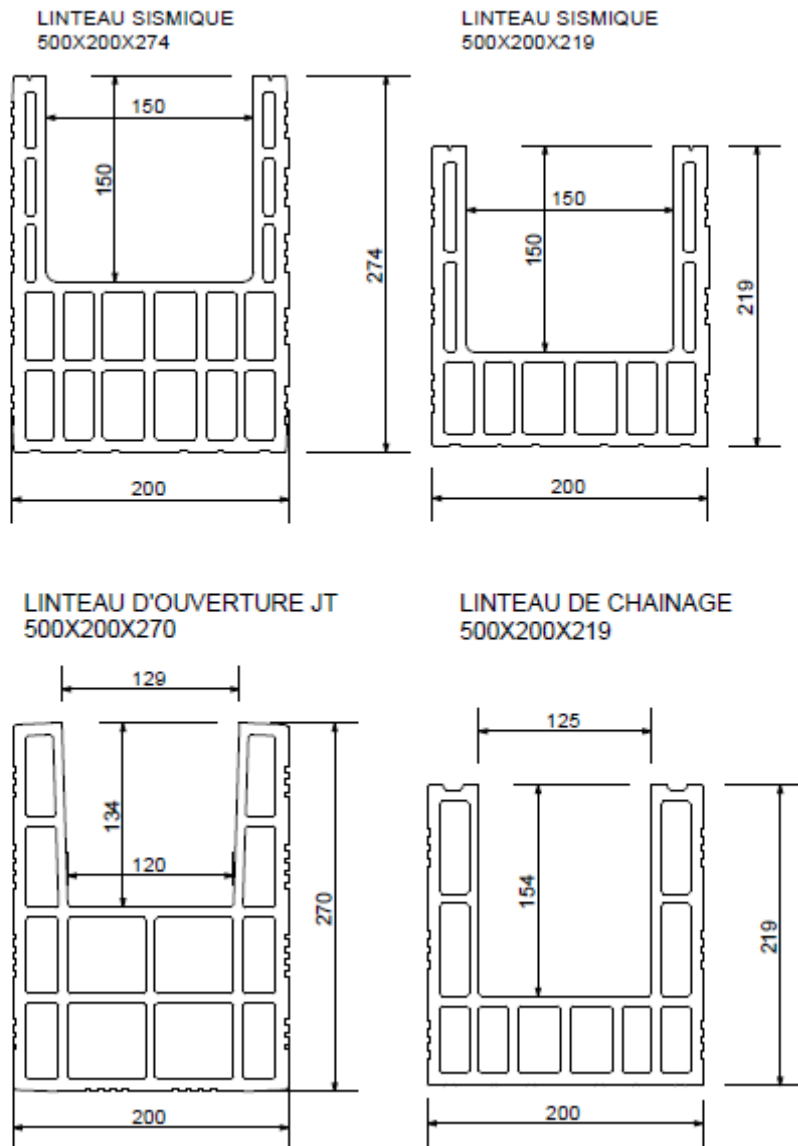 LINTEAU SISMIQUE
500X200X274
150
150
274
200
LINTEAU SISMIQUE
500X200X219
150
150
219
200
LINTEAU D'OUVERTURE JT
500X200X270
129
134
120
270
200
LINTEAU DE CHAINAGE
500X200X219
125
154
219
200